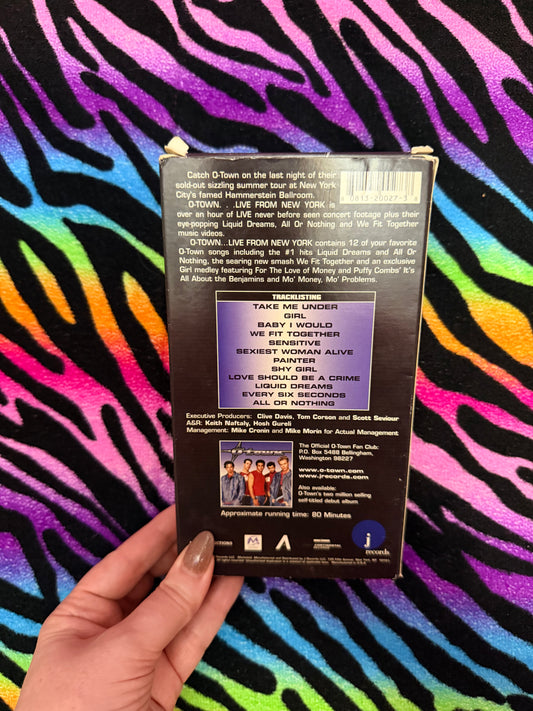 Catch O-Town on the last night of their
sold-out sizzling summer tour at New York
City's famed Hammerstein Ballroom.
O-TOWN. . .LIVE FROM NEW YORK is
over an hour of LIVE never before seen concert footage plus their
eye-popping Liquid Dreams, All Or Nothing and We Fit Together
music videos.
O-TOWN...LIVE FROM NEW YORK contains 12 of your favorite
O-Town songs including the #1 hits Liquid Dreams and All Or
Nothing, the searing new smash We Fit Together and an exclusive
Girl medley featuring For The Love of Money and Puffy Combs' It's
All About the Benjamins and Mo' Money, Mo' Problems.
TRACKLISTING
TAKE ME UNDER
GIRL
BABY I WOULD
WE FIT TOGETHER
SENSITIVE
SEXIEST WOMAN ALIVE
PAINTER
SHY GIRL
LOVE SHOULD BE A CRIME
LIQUID DREAMS
EVERY SIX SECONDS
ALL OR NOTHING
Executive Producers: Clive Davis, Tom Corson and Scott Seviour
A&R: Keith Naftaly, Hosh Gureli
Management: Mike Cronin and Mike Morin for Actual Management
O-Town
The Official O-Town Fan Club
P.O. Box 5488 Bellingham,
Washington 98227
www.o-town.com
www.jrecords.com
Also available:
O-Town's two million selling
self-titled debut album
Approximate running time: 80 Minutes
j
records